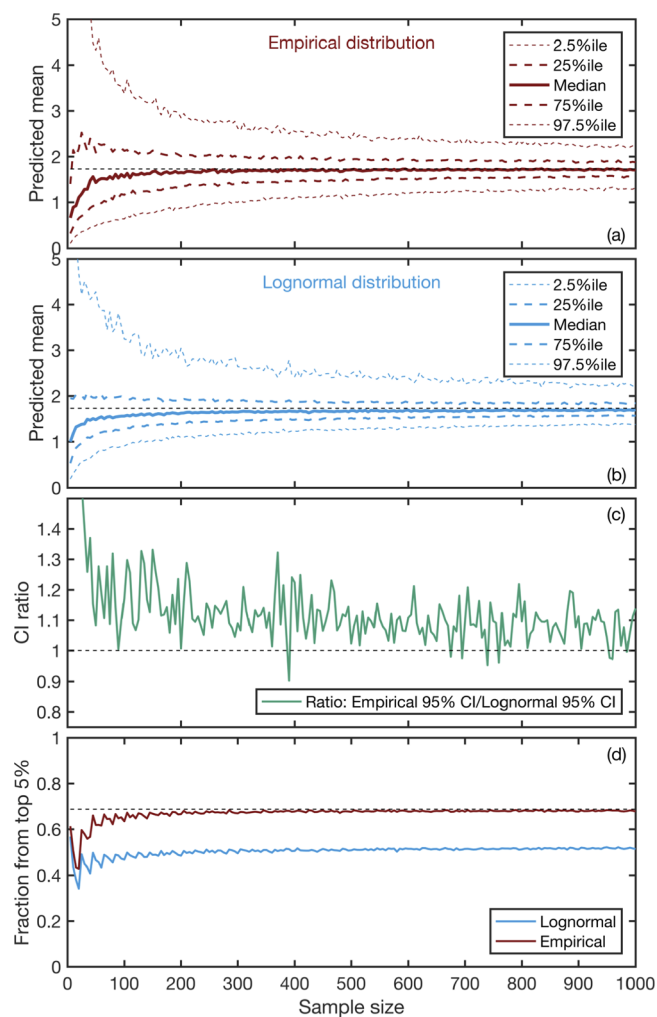 5
4
3
2
1
0
Predicted mean
Empirical distribution
2.5%ile
25%ile
Median
75%ile
97.5%ile
(a)
5
4
3
2
1
0
Predicted mean
Lognormal distribution
2.5%ile
25%ile
Median
75%ile
97.5%ile
(b)
1.4
1.3
1.2
1.1
1
0.9
0.8
CI ratio
(c)
Ratio: Empirical 95% CI/Lognormal 95% CI
1
0.8
0.6
0.4
0.2
0
Fraction from top 5%
(d)
Lognormal
Empirical
0 100 200 300 400 500 600 700 800 900 1000
Sample size